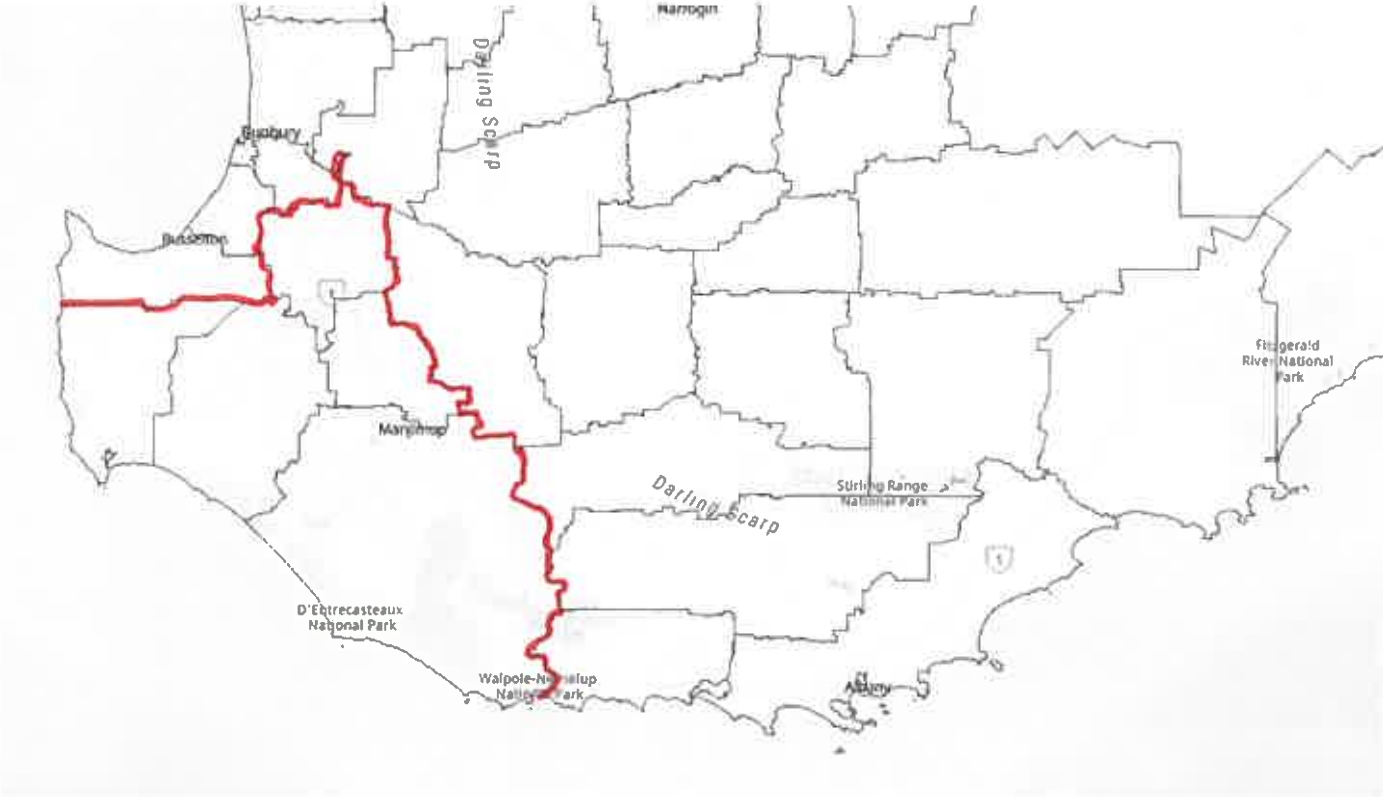 Narrogin
Darling Scarp
Bunbury
Busselton
1
Fitzgerald
River National
Park
Manjimup
Darling Scarp
Stirling Range
National Park
1
D'Entrecasteaux
National Park
Walpole-Nornalup
National Park
Albany